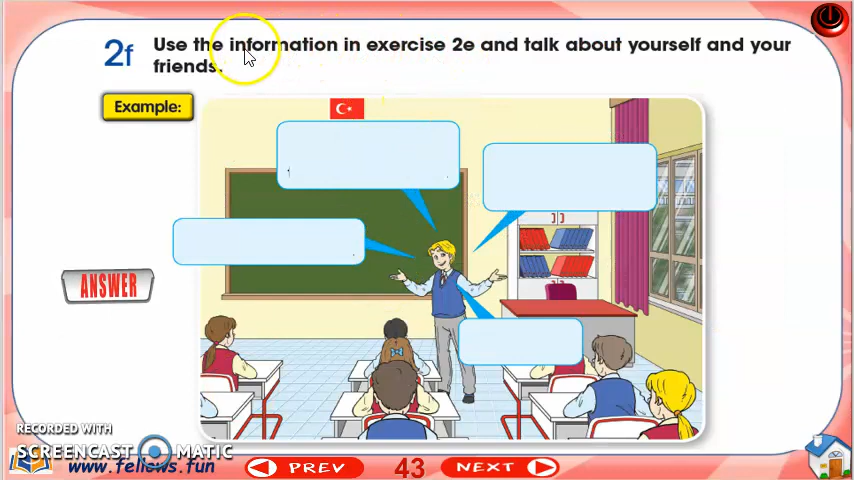 2f
Use the information in exercise 2e and talk about yourself and your
friends.
Example:
ANSWER
RECORDED WITH
SCREENCAST MATIC
www.fellows.fun
PREV
43
NEXT